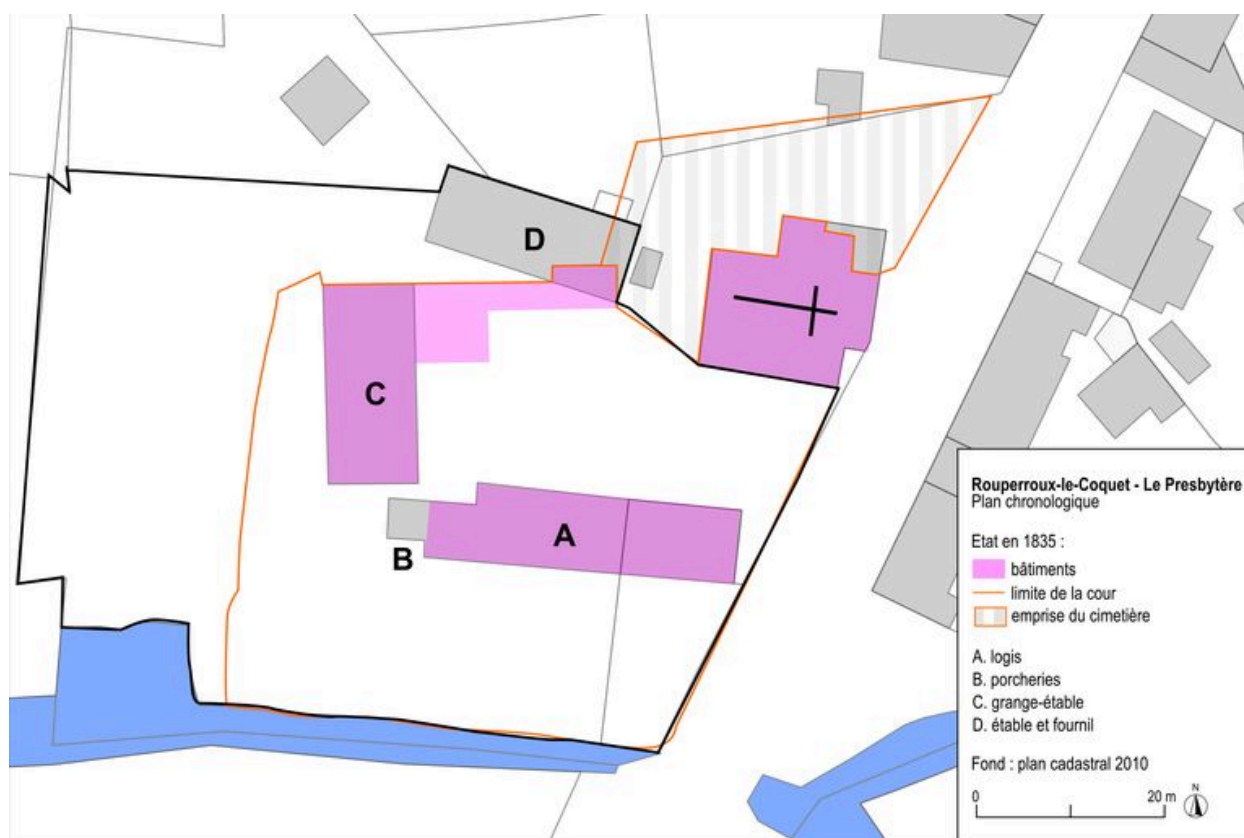 D
C
A
B
Rouperroux-le-Coquet - Le Presbytère
Plan chronologique
Etat en 1835 :
bâtiments
limite de la cour
emprise du cimetière
A. logis
B. porcheries
C. grange-étable
D. étable et fournil
Fond : plan cadastral 2010
0 20 m N